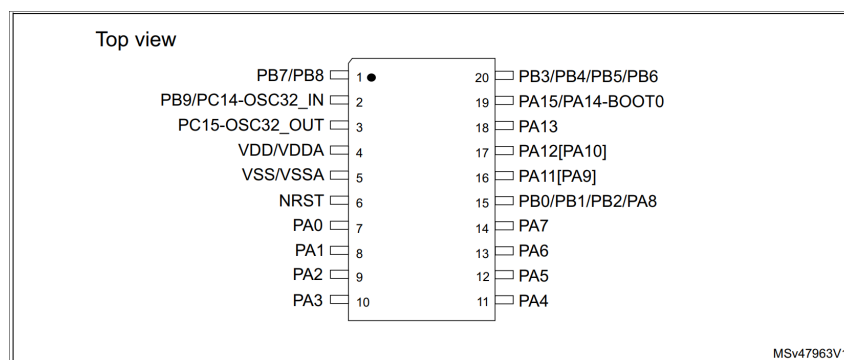 Top view
PB7/PB8 1 20 PB3/PB4/PB5/PB6
PB9/PC14-OSC32_IN 2 19 PA15/PA14-BOOT0
PC15-OSC32_OUT 3 18 PA13
VDD/VDDA 4 17 PA12[PA10]
VSS/VSSA 5 16 PA11[PA9]
NRST 6 15 PB0/PB1/PB2/PA8
PA0 7 14 PA7
PA1 8 13 PA6
PA2 9 12 PA5
PA3 10 11 PA4
MSv47963V1